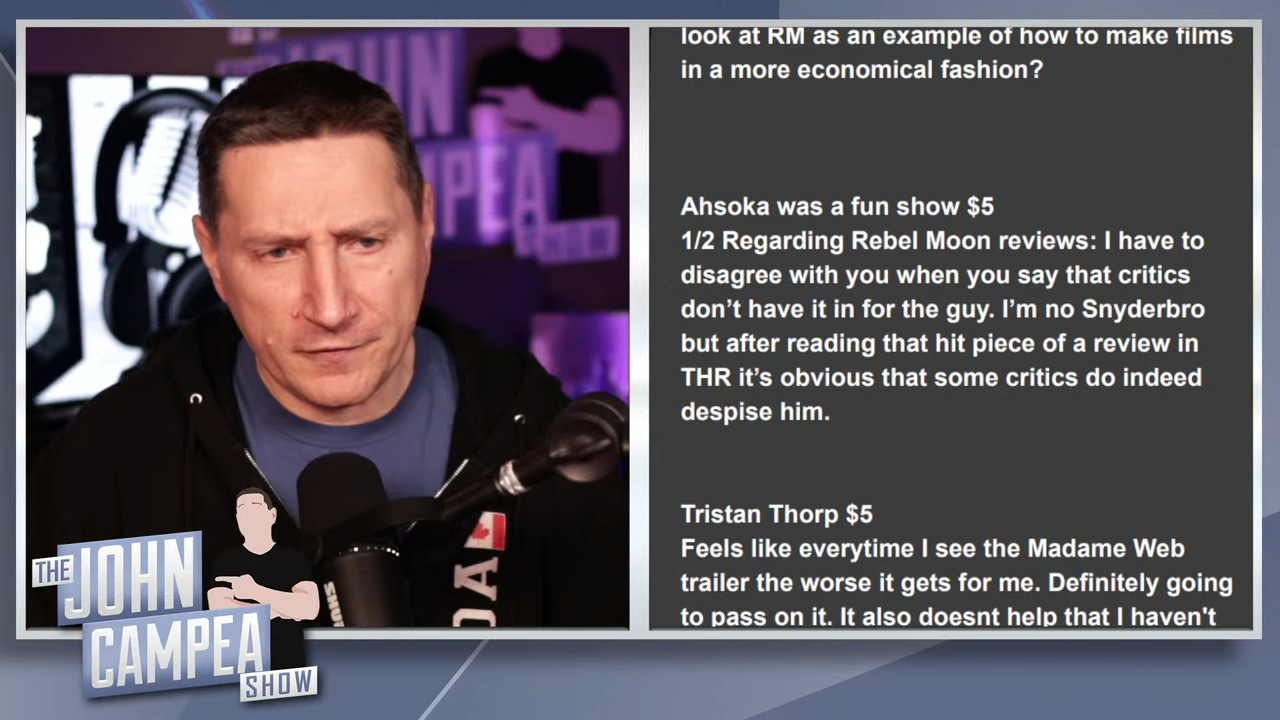 look at RM as an example of how to make films
in a more economical fashion?
Ahsoka was a fun show $5
1/2 Regarding Rebel Moon reviews: I have to
disagree with you when you say that critics
don’t have it in for the guy. I’m no Snyderbro
but after reading that hit piece of a review in
THR it’s obvious that some critics do indeed
despise him.
Tristan Thorp $5
Feels like everytime I see the Madame Web
trailer the worse it gets for me. Definitely going
to pass on it. It also doesnt help that I haven't
THE
JOHN
CAMPEA
SHOW